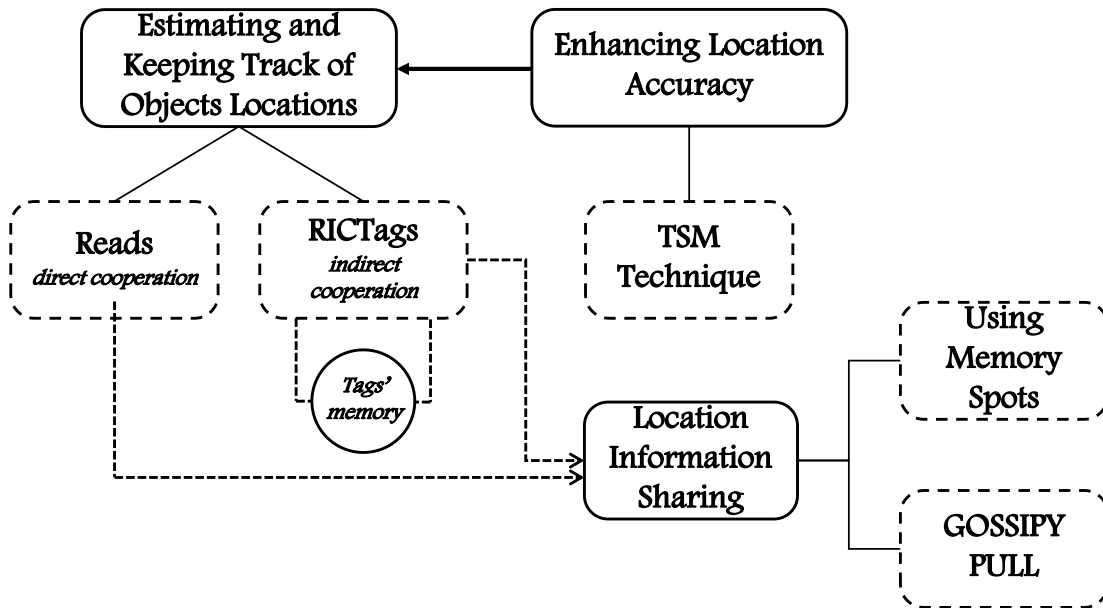 Estimating and
Keeping Track of
Objects Locations
Enhancing Location
Accuracy
Reads
direct cooperation
RICTags
indirect
cooperation
TSM
Technique
Tags'
memory
Using
Memory
Spots
Location
Information
Sharing
GOSSIPY
PULL